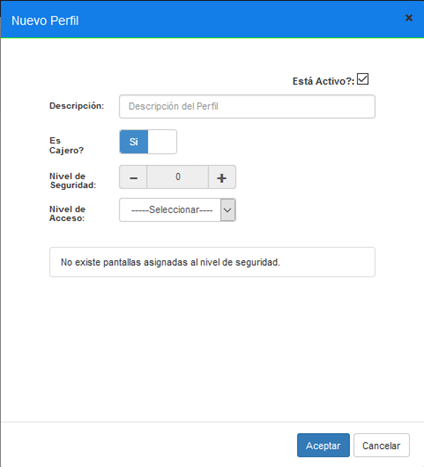 Nuevo Perfil
×
Está Activo?:
Descripción:
Descripción del Perfil
Es
Cajero?
Si
Nivel de
Seguridad:
− 0 +
Nivel de
Acceso:
-----Seleccionar----
No existe pantallas asignadas al nivel de seguridad.
Aceptar Cancelar